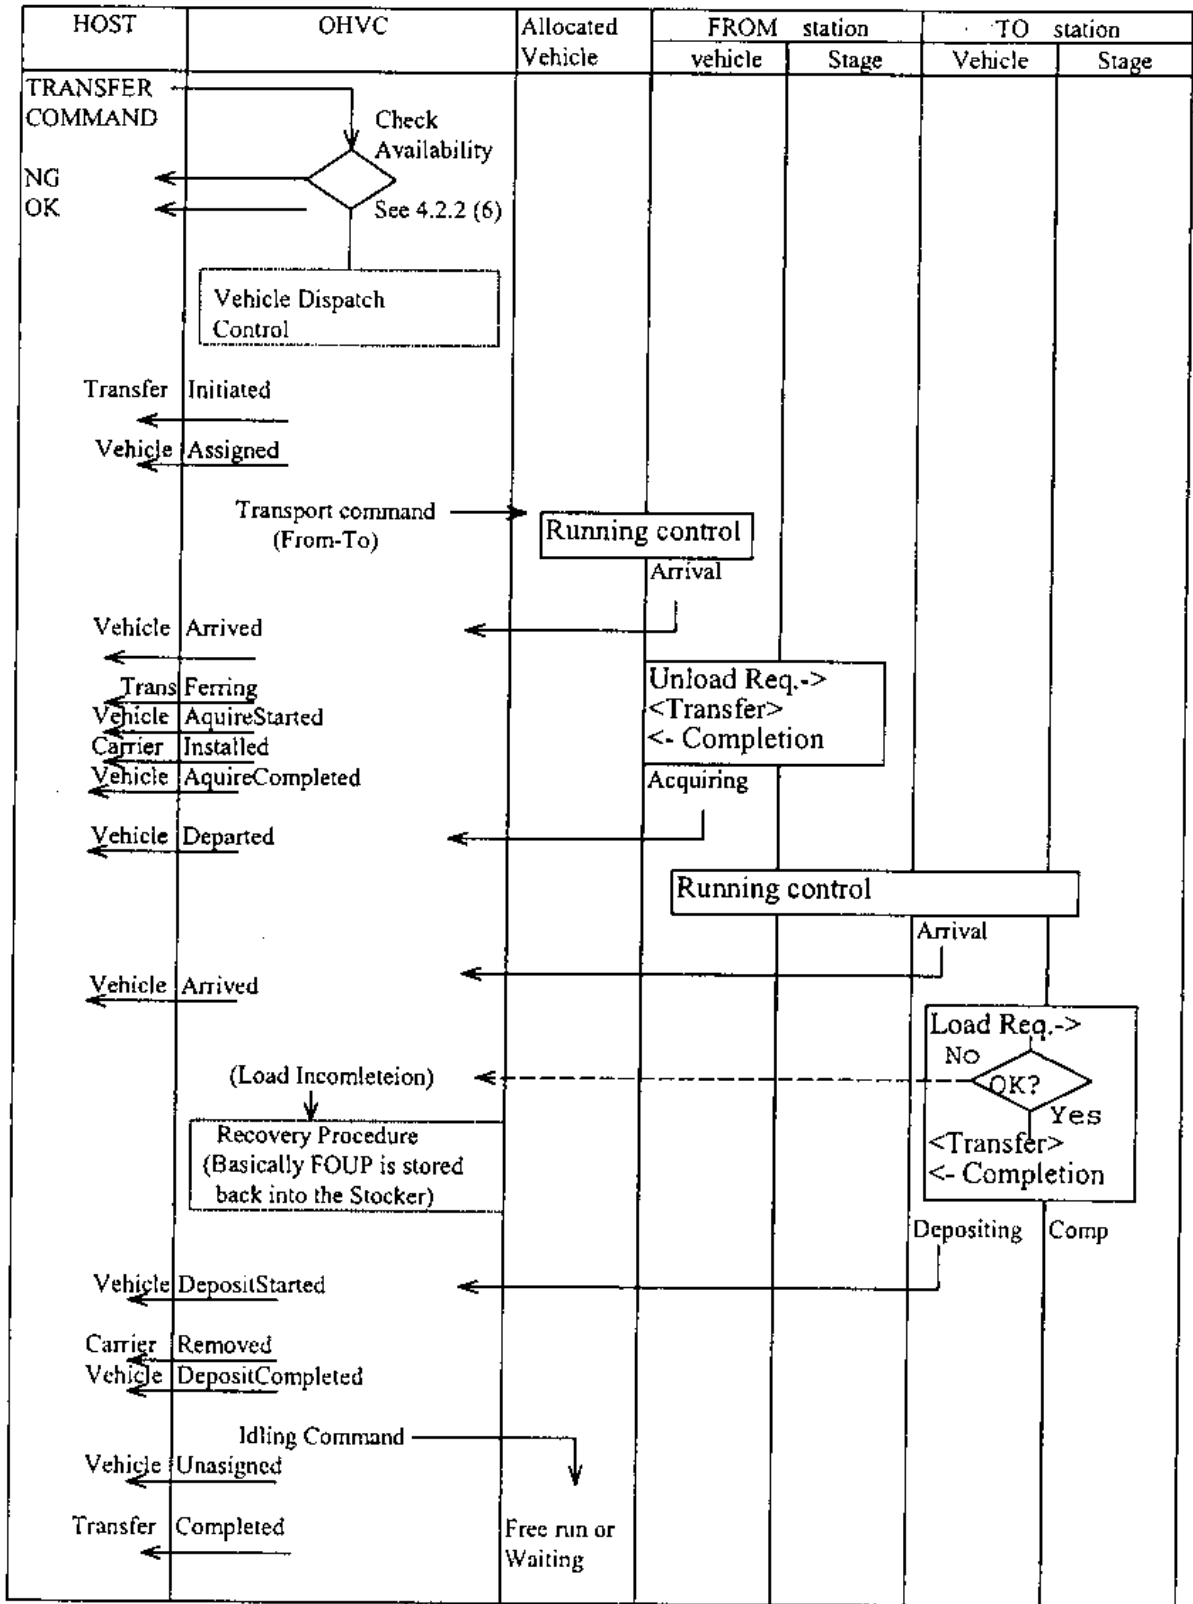 HOST OHVC Allocated FROM station TO station
Vehicle vehicle Stage Vehicle Stage
TRANSFER
COMMAND
Check
Availability
NG
OK See 4.2.2 (6)
Vehicle Dispatch
Control
Transfer Initiated
Vehicle Assigned
Transport command
(From-To)
Running control
Arrival
Vehicle Arrived
Unload Req.->
Trans Ferring
<Transfer>
Vehicle AquireStarted
<- Completion
Carrier Installed
Vehicle AquireCompleted
Acquiring
Vehicle Departed
Running control
Arrival
Vehicle Arrived
Load Req.->
No
(Load Incomleteion)
OK?
Yes
Recovery Procedure
<Transfer>
(Basically FOUP is stored
<- Completion
back into the Stocker)
Depositing Comp
Vehicle DepositStarted
Carrier Removed
Vehicle DepositCompleted
Idling Command
Vehicle Unasigned
Transfer Completed
Free run or
Waiting